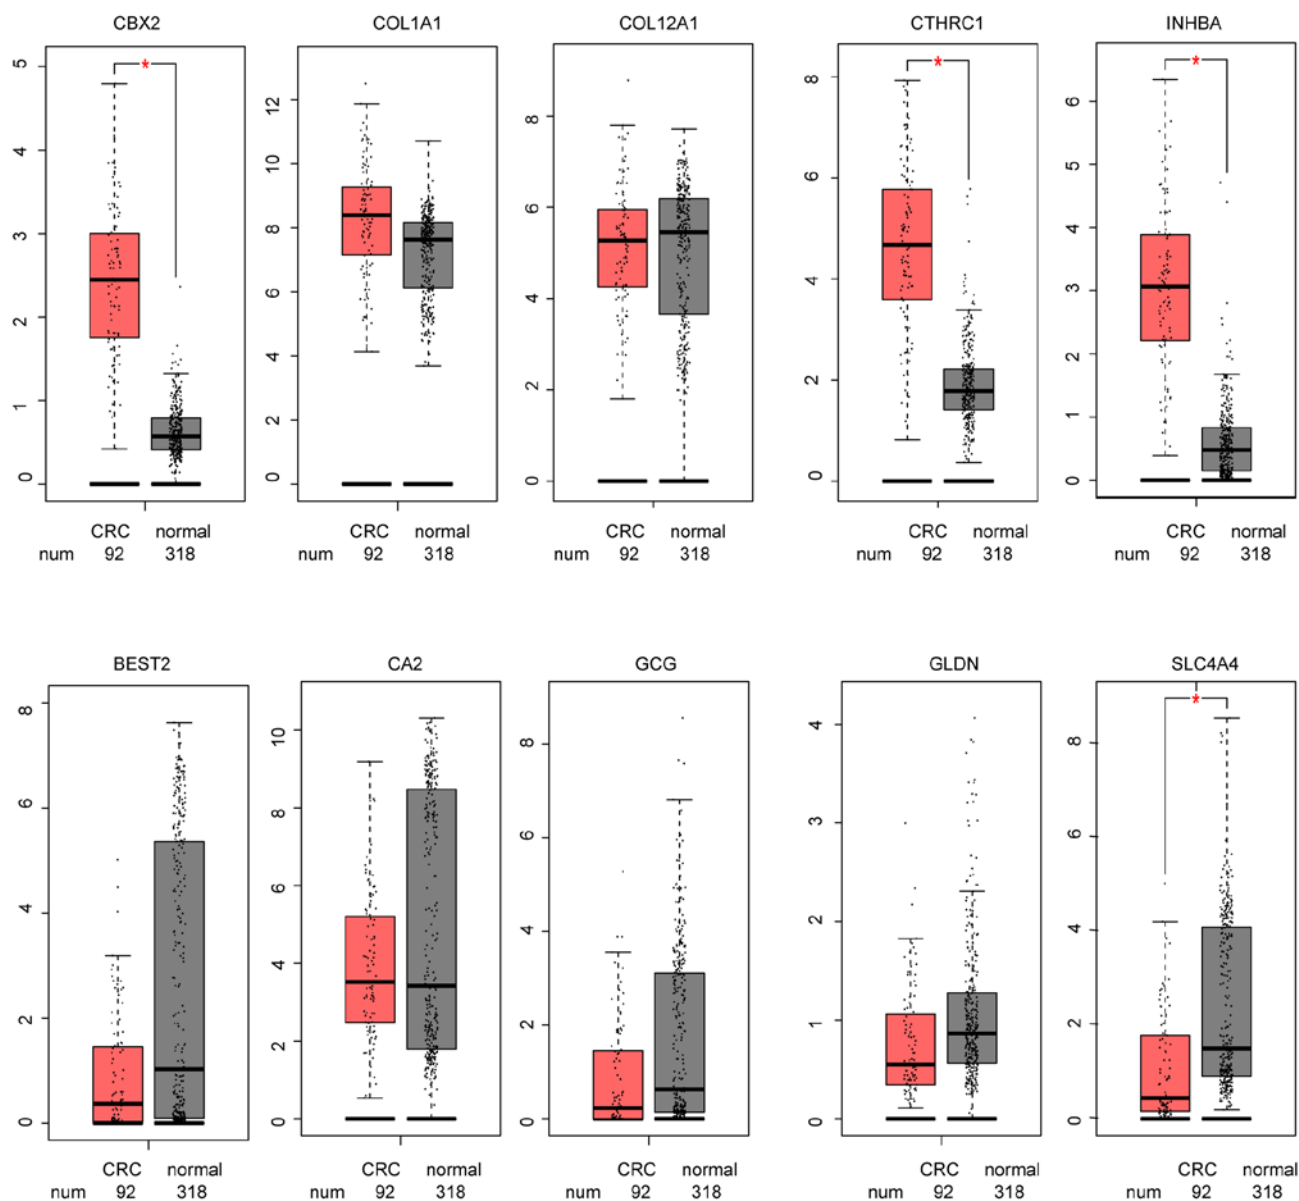 CBX2 COL1A1 COL12A1 CTHRC1 INHBA
5 4 3 2 1 0
12 10 8 6 4 2 0
8 6 4 2 0
8 6 4 2 0
6 5 4 3 2 1 0
* * *
CRC normal CRC normal CRC normal CRC normal CRC normal
num 92 318 num 92 318 num 92 318 num 92 318 num 92 318
BEST2 CA2 GCG GLDN SLC4A4
8 6 4 2 0
10 8 6 4 2 0
8 6 4 2 0
4 3 2 1 0
8 6 4 2 0
*
CRC normal CRC normal CRC normal CRC normal CRC normal
num 92 318 num 92 318 num 92 318 num 92 318 num 92 318